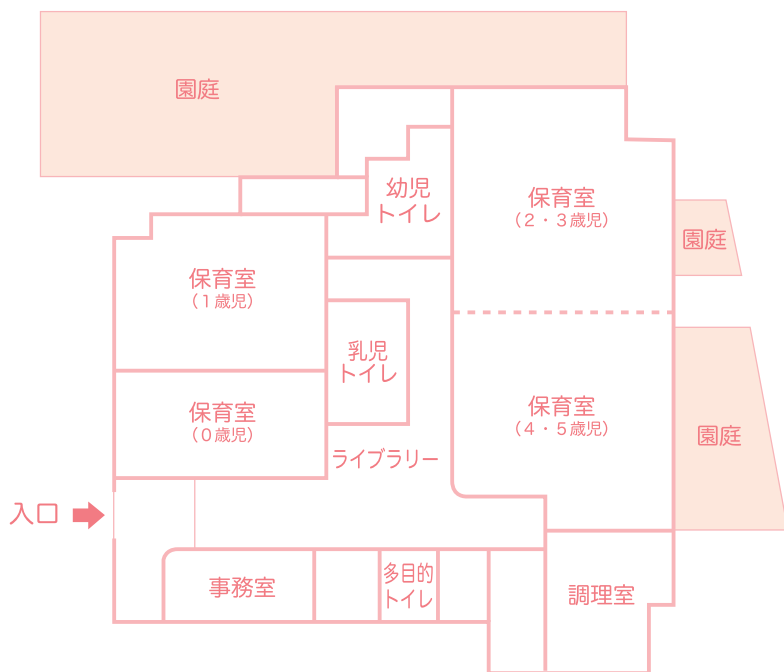 園庭
幼児
トイレ
保育室
(2・3歳児)
園庭
保育室
(1歳児)
乳児
トイレ
保育室
(0歳児)
保育室
(4・5歳児)
園庭
ライブラリー
入口
事務室
多目的
トイレ
調理室